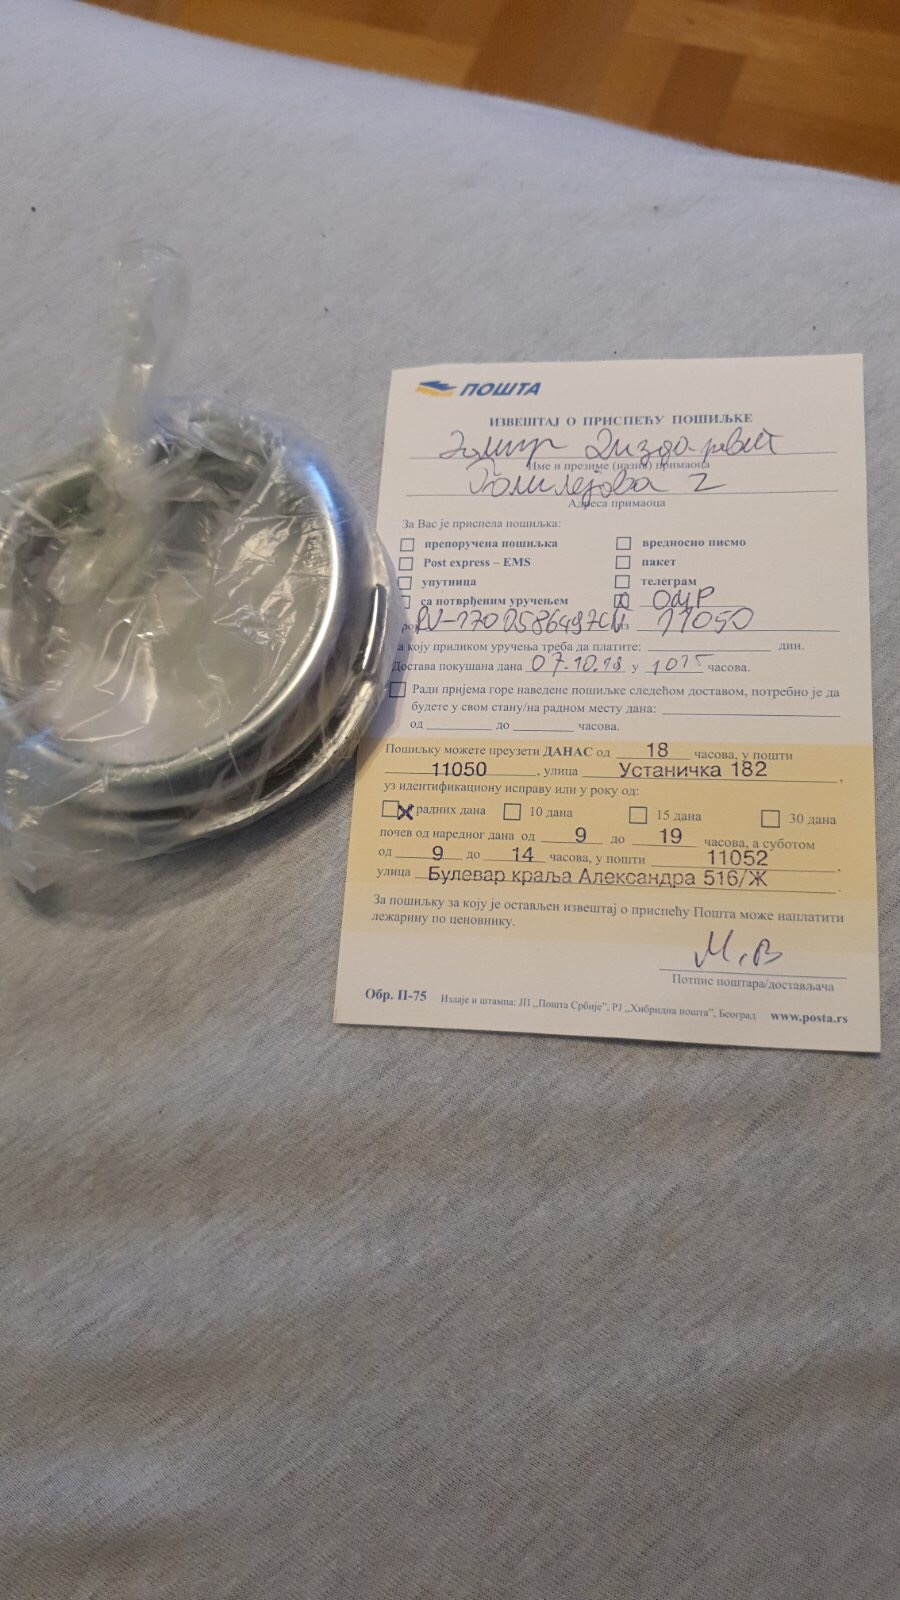 ПОШТА
ИЗВЕШТАЈ О ПРИСПЕЋУ ПОШИЉКЕ
Име и презиме (назив) примаоца
2
Адреса примаоца
За Вас је приспела пошиљка:
препоручена пошиљка вредносно писмо
Post express – EMS пакет
упутница телеграм
са потврђеним уручењем
11050
коју приликом уручења треба да платите: дин.
Достава покушана дана 07.10. у часова.
Ради пријема горе наведене пошиљке следећом доставом, потребно је да
будете у свом стану/на радном месту дана:
од до часова.
Пошиљку можете преузети ДАНАС од 18 часова, у пошти
11050, улица Устаничка 182,
уз идентификациону исправу или у року од:
радних дана 10 дана 15 дана 30 дана
почев од наредног дана од 9 до 19 часова, а суботом
од 9 до 14 часова, у пошти 11052
улица Булевар краља Александра 516/Ж.
За пошиљку за коју је остављен извештај о приспећу Пошта може наплатити
лежарину по ценовнику.
М.В
Потпис поштара/достављача
Обр. П-75 Издаје и штампа: ЈП „Пошта Србије”, РЈ „Хибридна пошта”, Београд www.posta.rs